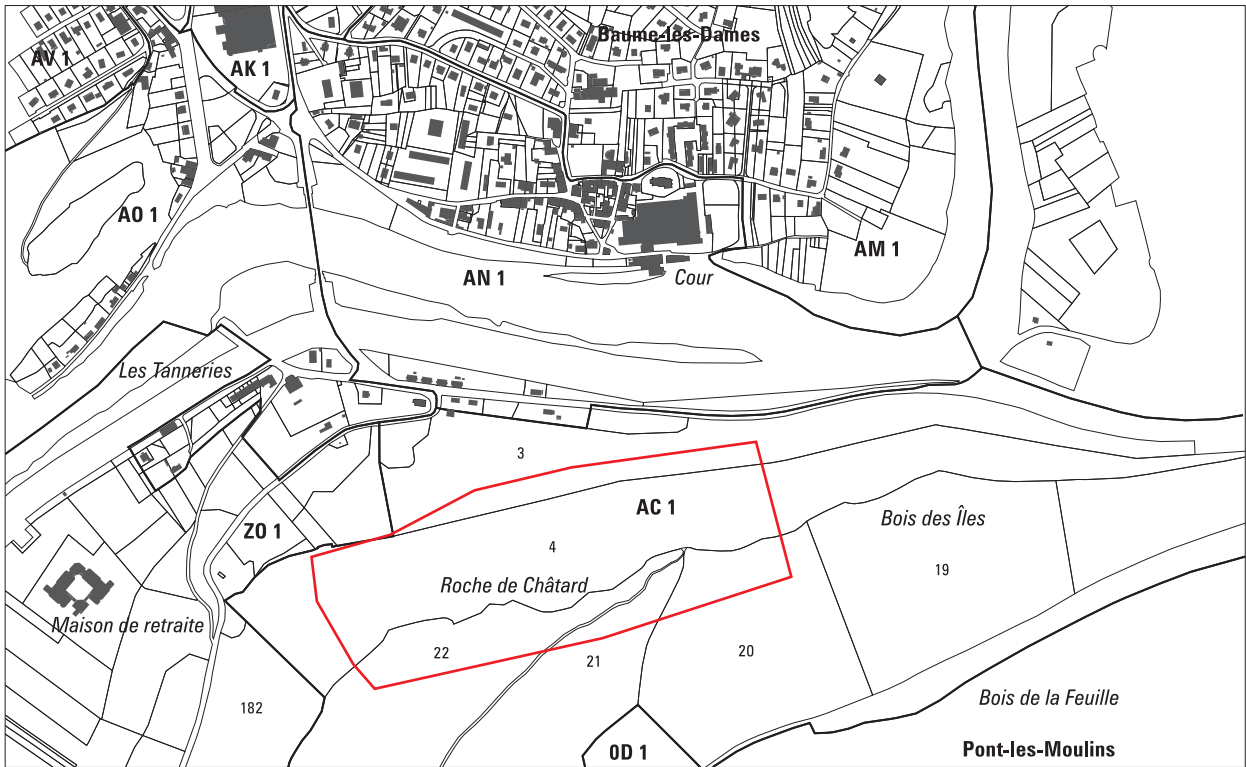 Baume-les-Dames
AV 1
AK 1
AO 1
AM 1
AN 1
Cour
Les Tanneries
3
AC 1
Bois des Îles
ZO 1
4
19
Roche de Châtard
Maison de retraite
22
21
20
182
Bois de la Feuille
0D 1
Pont-les-Moulins